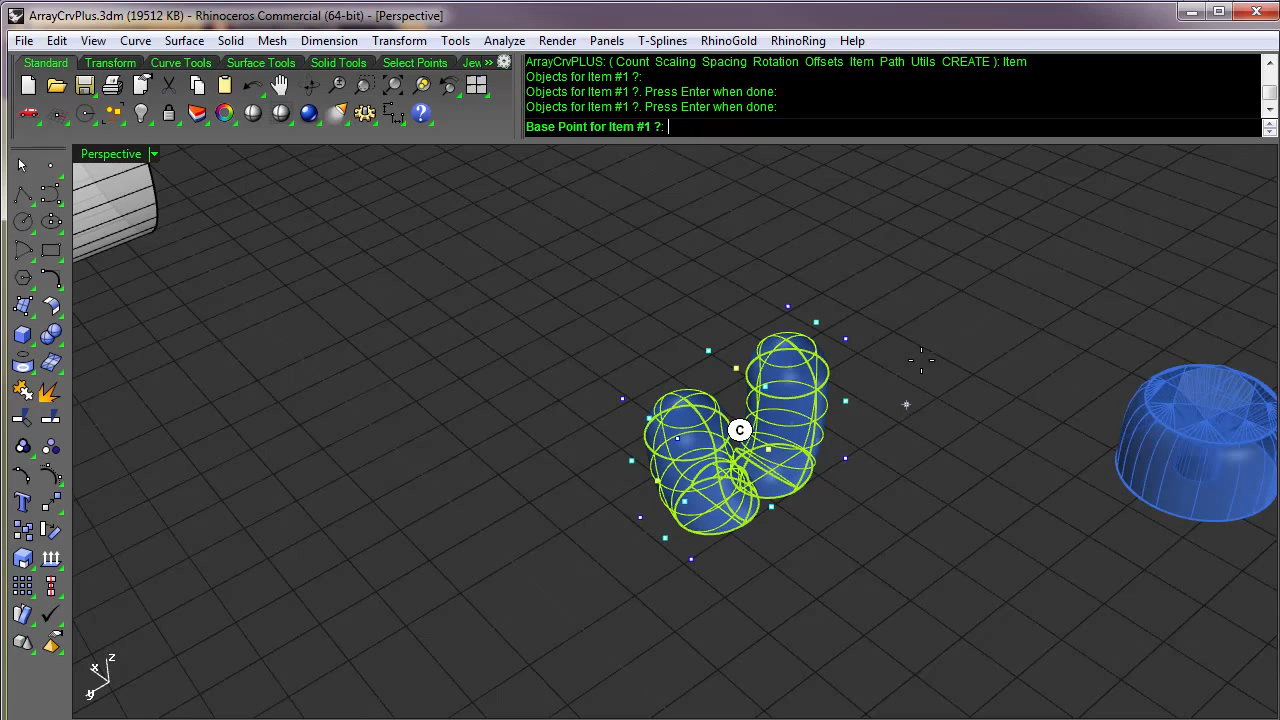 ArrayCrvPlus.3dm (19512 KB) - Rhinoceros Commercial (64-bit) - [Perspective]
File Edit View Curve Surface Solid Mesh Dimension Transform Tools Analyze Render Panels T-Splines RhinoGold RhinoRing Help
Standard Transform Curve Tools Surface Tools Solid Tools Select Points Jew »
ArrayCrvPLUS: ( Count Scaling Spacing Rotation Offsets Item Path Utils CREATE ): Item
Objects for Item #1 ?:
Objects for Item #1 ?. Press Enter when done:
Objects for Item #1 ?. Press Enter when done:
Base Point for Item #1 ?:
Perspective
C
z
x
y